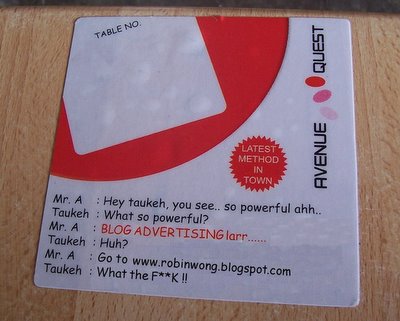 TABLE NO.
AVENUE QUEST
LATEST
METHOD IN
TOWN
Mr. A : Hey taukeh, you see.. so powerful ahh..
Taukeh : What so powerful?
Mr. A : BLOG ADVERTISING larr......
Taukeh : Huh?
Mr. A : Go to www.robinwong.blogspot.com
Taukeh : What the F**K !!